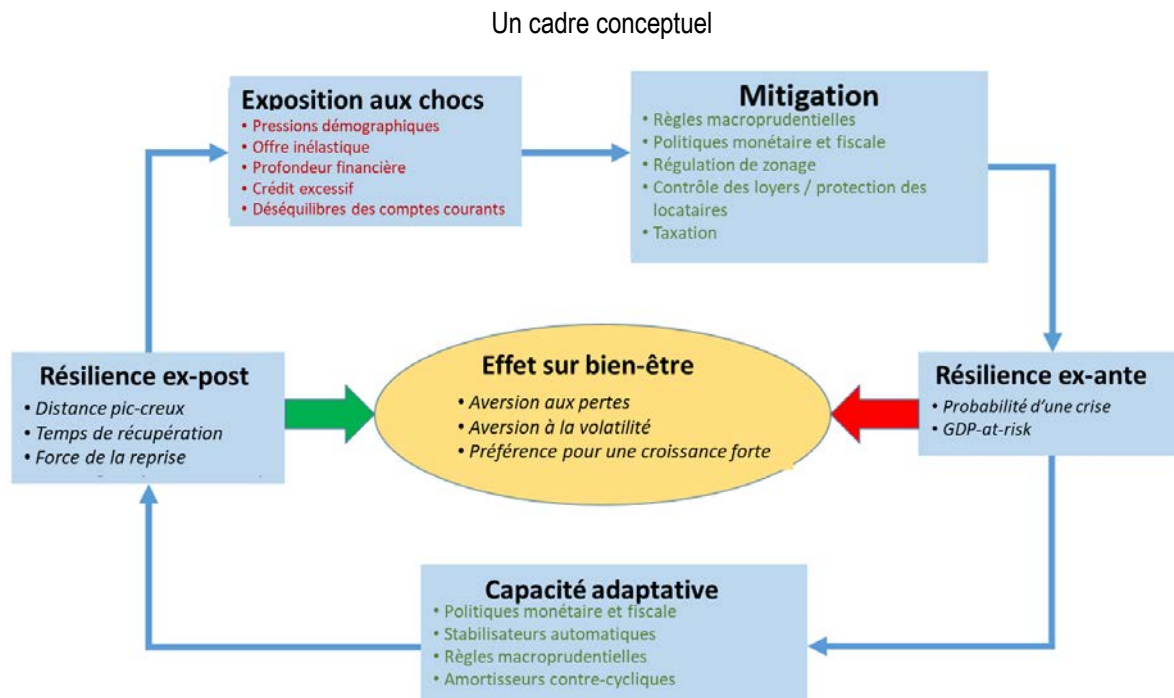 Un cadre conceptuel
Exposition aux chocs
• Pressions démographiques
• Offre inélastique
• Profondeur financière
• Crédit excessif
• Déséquilibres des comptes courants
Mitigation
• Règles macroprudentielles
• Politiques monétaire et fiscale
• Régulation de zonage
• Contrôle des loyers / protection des
locataires
• Taxation
Résilience ex-post
• Distance pic-creux
• Temps de récupération
• Force de la reprise
Effet sur bien-être
• Aversion aux pertes
• Aversion à la volatilité
• Préférence pour une croissance forte
Résilience ex-ante
• Probabilité d'une crise
• GDP-at-risk
Capacité adaptative
• Politiques monétaire et fiscale
• Stabilisateurs automatiques
• Règles macroprudentielles
• Amortisseurs contre-cycliques